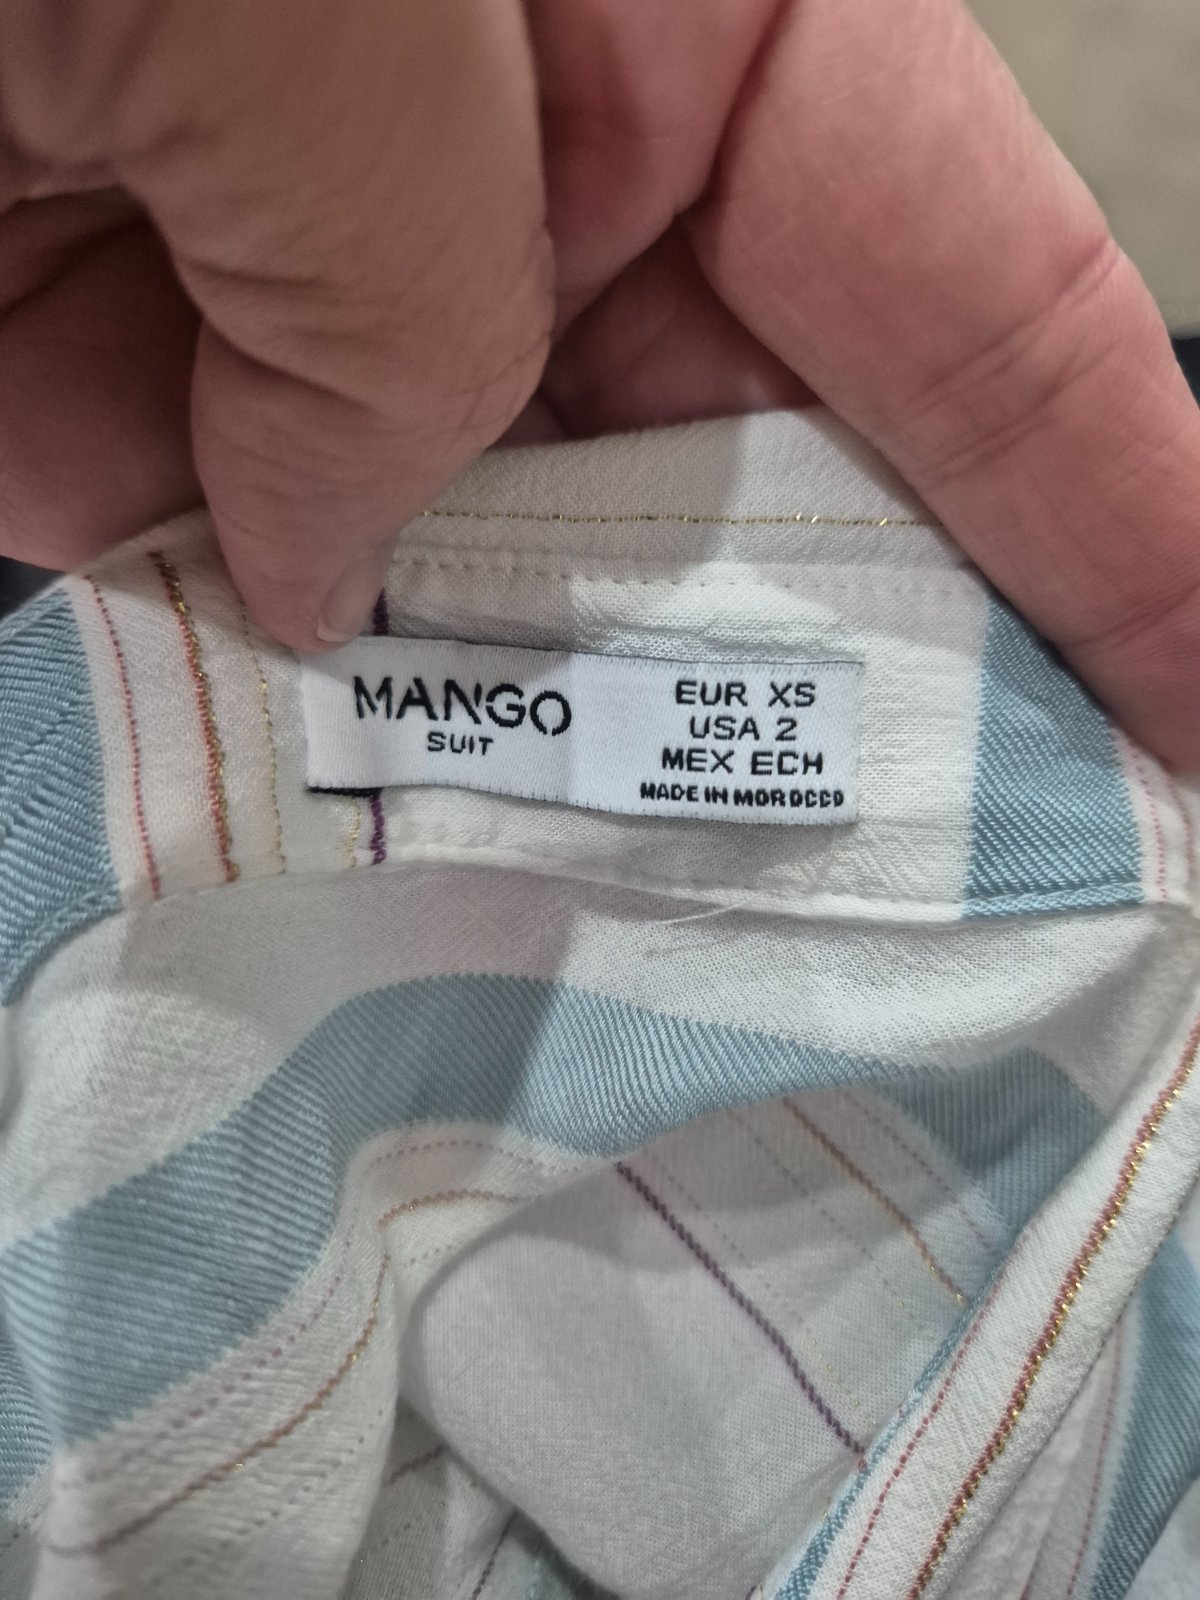 MANGO
SUIT
EUR XS
USA 2
MEX ECH
MADE IN MOROCCO